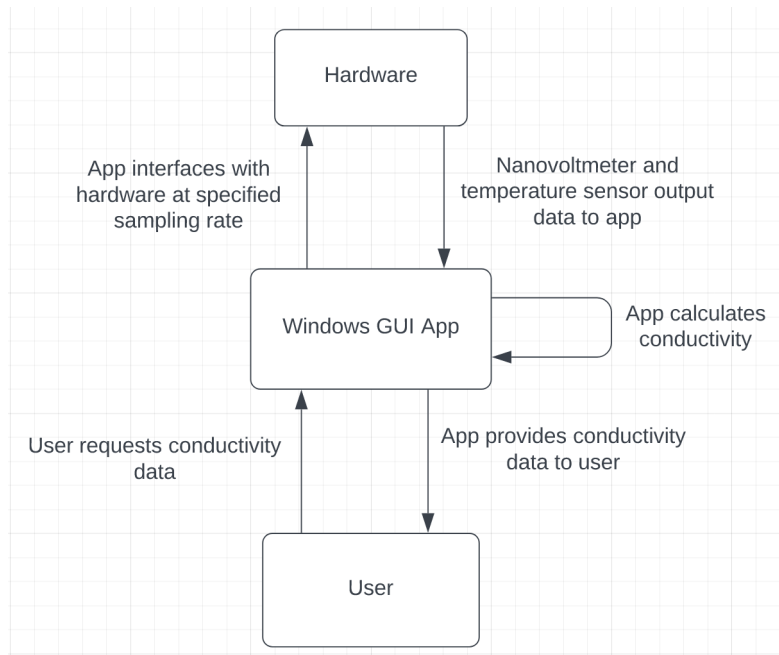 Hardware
App interfaces with
hardware at specified
sampling rate
Nanovoltmeter and
temperature sensor output
data to app
Windows GUI App
App calculates
conductivity
User requests conductivity
data
App provides conductivity
data to user
User